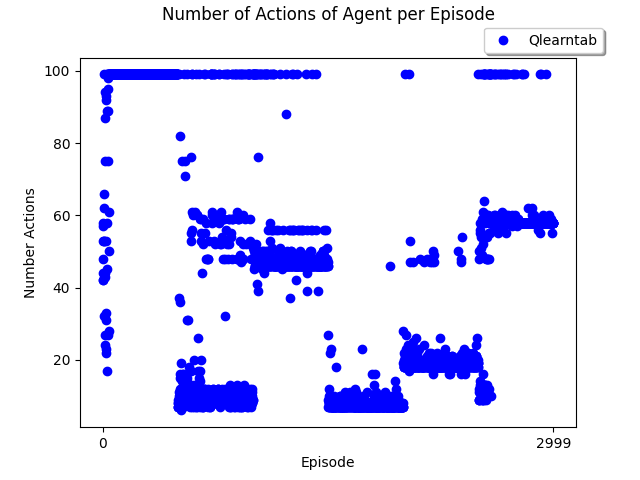 Number of Actions of Agent per Episode
Qlearntab
100
80
60
40
20
Number Actions
0
2999
Episode